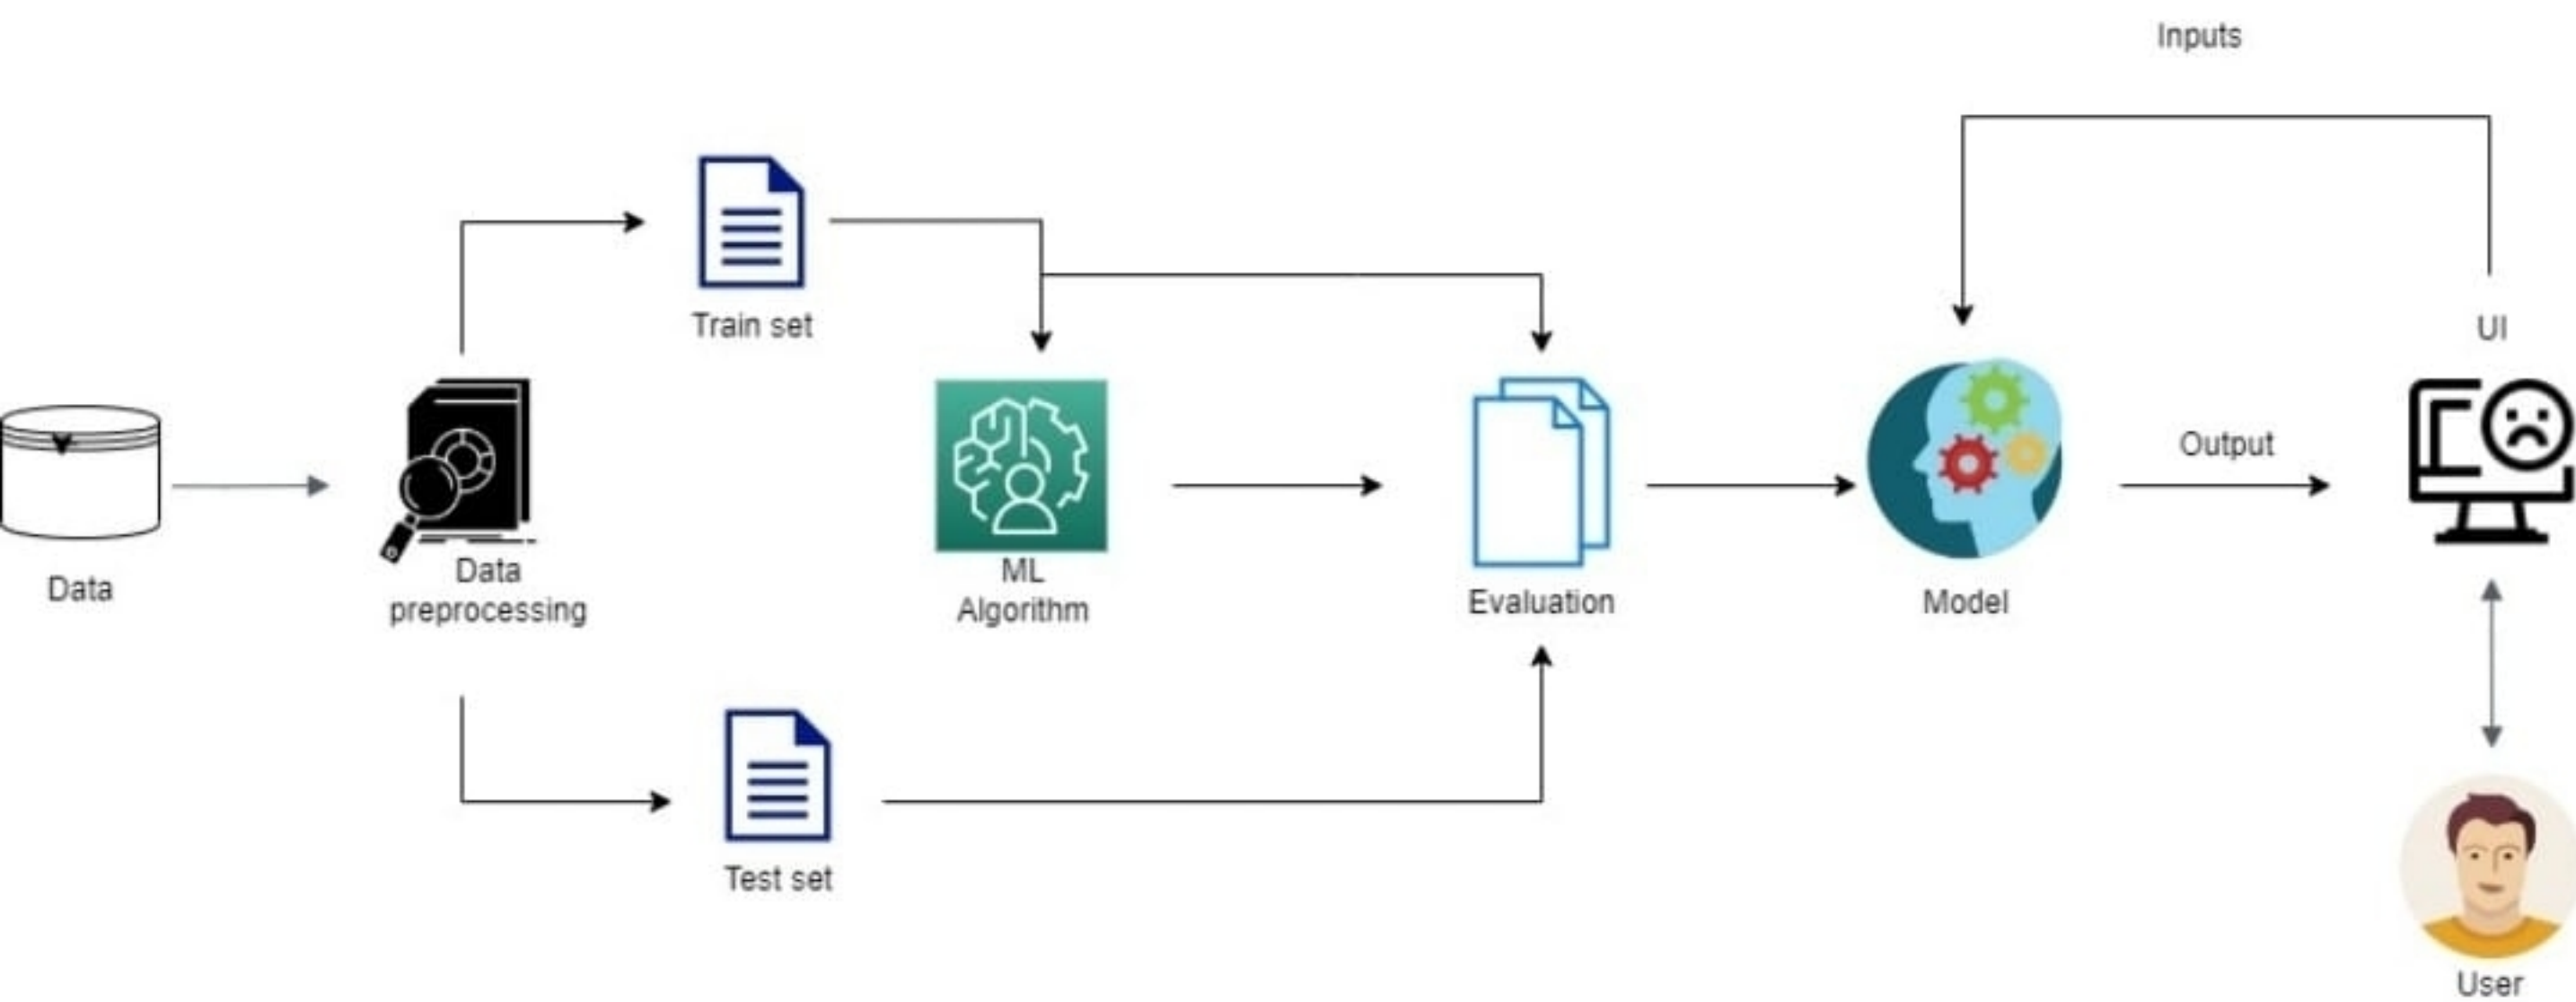 Inputs
Train set
UI
Output
Data
Data
preprocessing
ML
Algorithm
Evaluation
Model
Test set
User